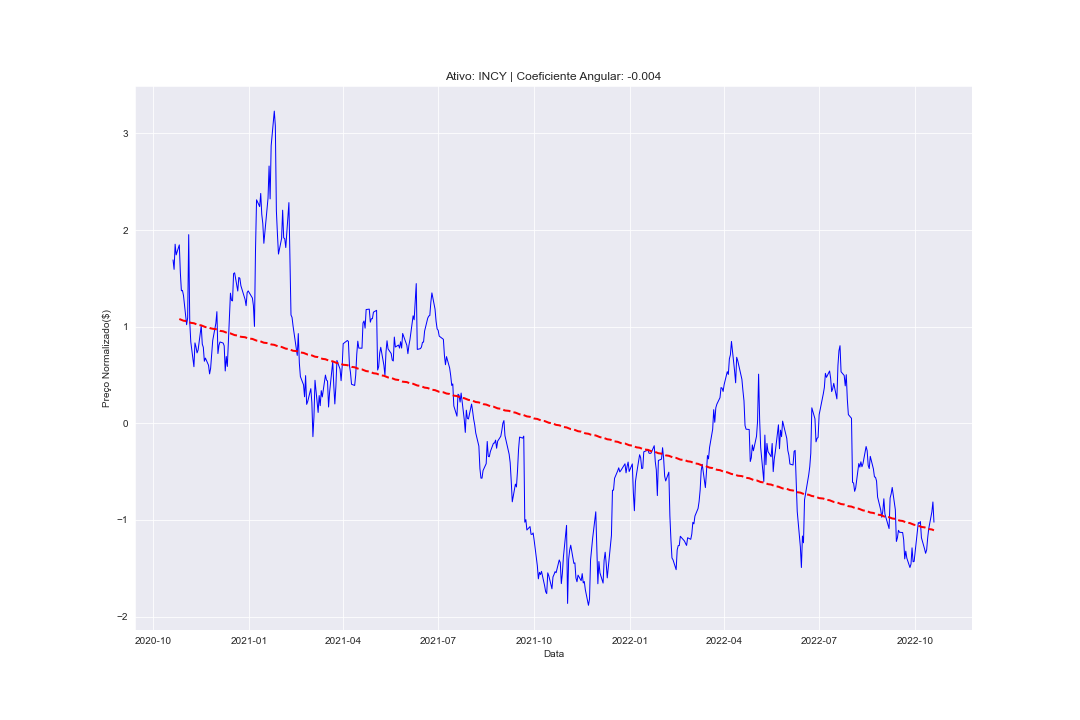 Ativo: INCY | Coeficiente Angular: -0.004
Preço Normalizado($)
3
2
1
0
−1
−2
2020-10 2021-01 2021-04 2021-07 2021-10 2022-01 2022-04 2022-07 2022-10
Data